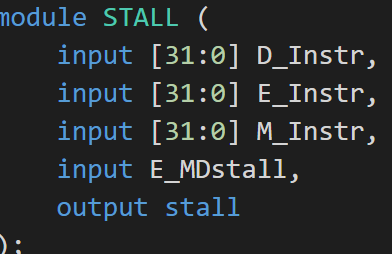 module STALL (
input [31:0] D_Instr,
input [31:0] E_Instr,
input [31:0] M_Instr,
input E_MDstall,
output stall
);